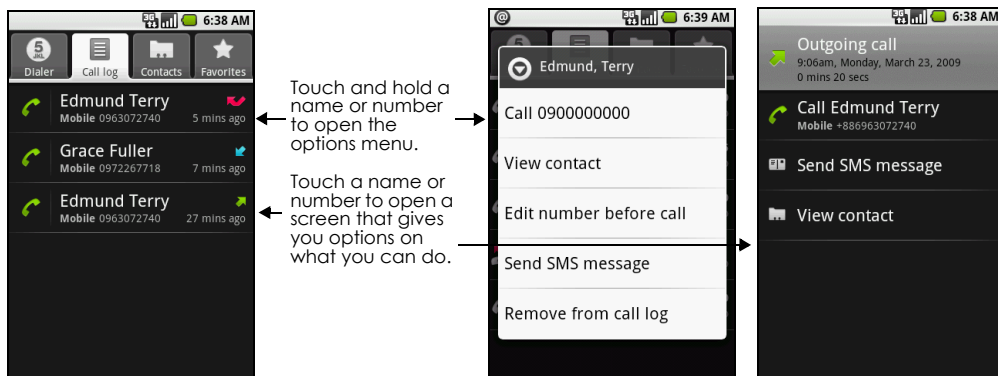 6:38 AM
5
JKL
Dialer
Call log
Contacts
Favorites
Edmund Terry
Mobile 0963072740
5 mins ago
Grace Fuller
Mobile 0972267718
7 mins ago
Edmund Terry
Mobile 0963072740
27 mins ago
Touch and hold a
name or number
to open the
options menu.
Touch a name or
number to open a
screen that gives
you options on
what you can do.
@
3G
6:39 AM
Edmund, Terry
Call 0900000000
View contact
Edit number before call
Send SMS message
Remove from call log
3G
6:38 AM
Outgoing call
9:06am, Monday, March 23, 2009
0 mins 20 secs
Call Edmund Terry
Mobile +886963072740
Send SMS message
View contact